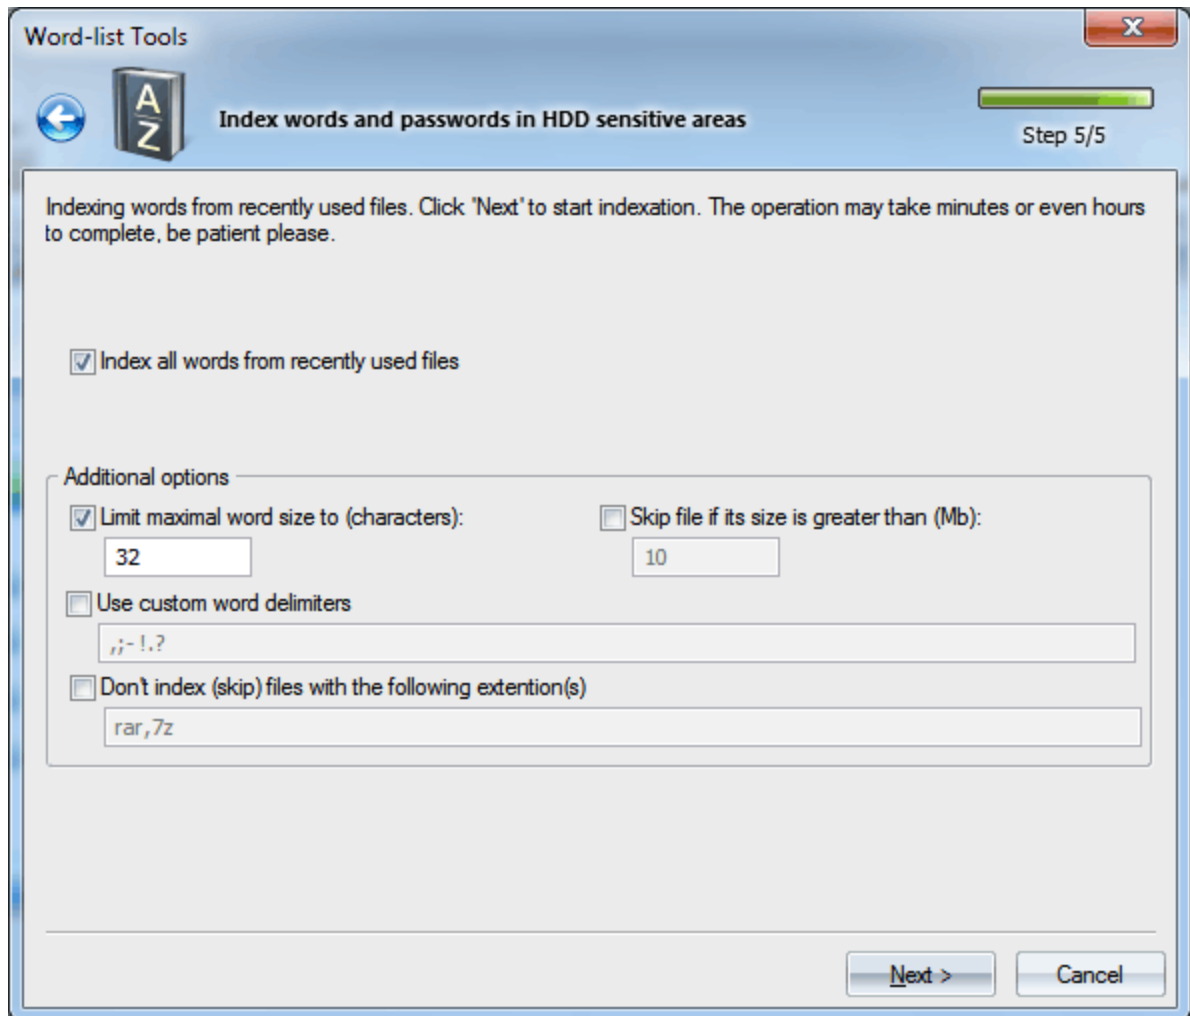 Word-list Tools
A
Z
Index words and passwords in HDD sensitive areas
Step 5/5
Indexing words from recently used files. Click 'Next' to start indexation. The operation may take minutes or even hours
to complete, be patient please.
Index all words from recently used files
Additional options
Limit maximal word size to (characters):
32
Skip file if its size is greater than (Mb):
10
Use custom word delimiters
,;- !.?
Don't index (skip) files with the following extention(s)
rar,7z
Next >
Cancel